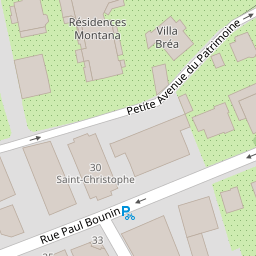 Résidences
Montana
Villa
Bréa
Petite Avenue du Patrimoine
30
Saint-Christophe
Rue Paul Bounin
33